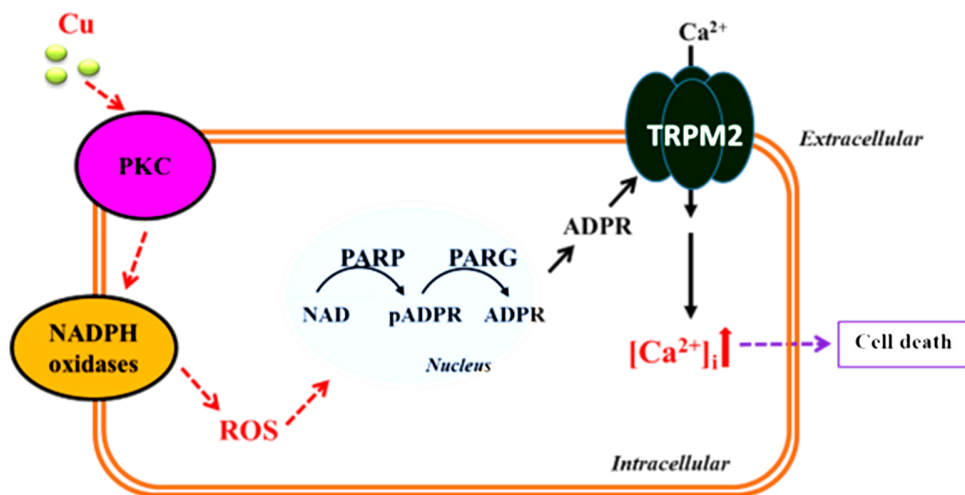 Cu
Ca²⁺
TRPM2
Extracellular
PKC
ADPR
PARP PARG
NAD pADPR ADPR
Nucleus
NADPH
oxidases
[Ca²⁺]i
Cell death
ROS
Intracellular